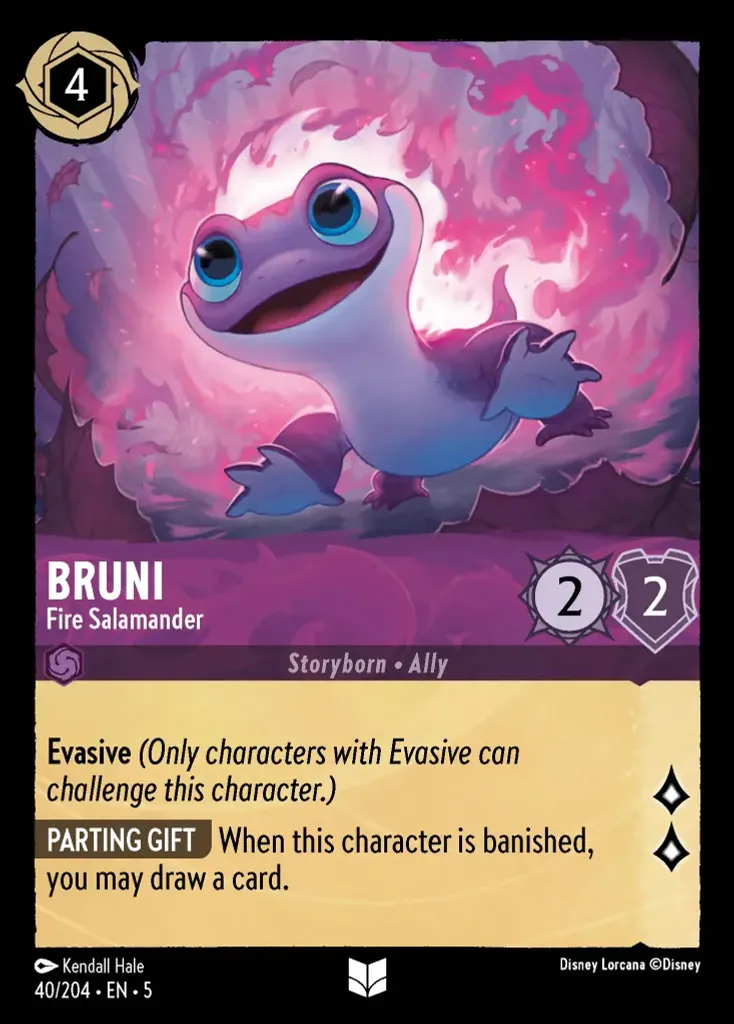 4
BRUNI
Fire Salamander
2
2
Storyborn • Ally
Evasive (Only characters with Evasive can
challenge this character.)
PARTING GIFT When this character is banished,
you may draw a card.
Kendall Hale
Disney Lorcana ©Disney
40/204 • EN • 5